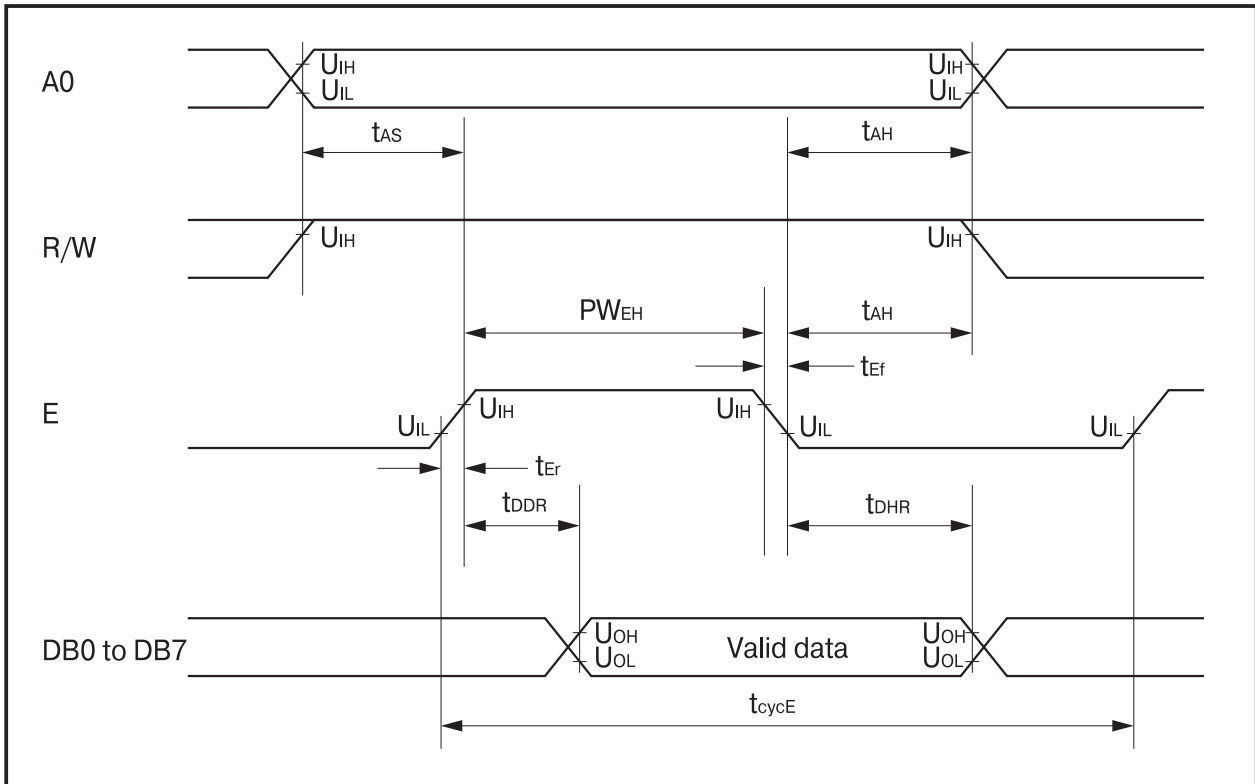 A0
UIH
UIL
UIH
UIL
tAS
tAH
R/W
UIH
UIH
PWEH
tAH
tEf
E
UIL
UIH
UIH
UIL
UIL
tEr
tDDR
tDHR
DB0 to DB7
UOH
UOL
Valid data
UOH
UOL
tcycE